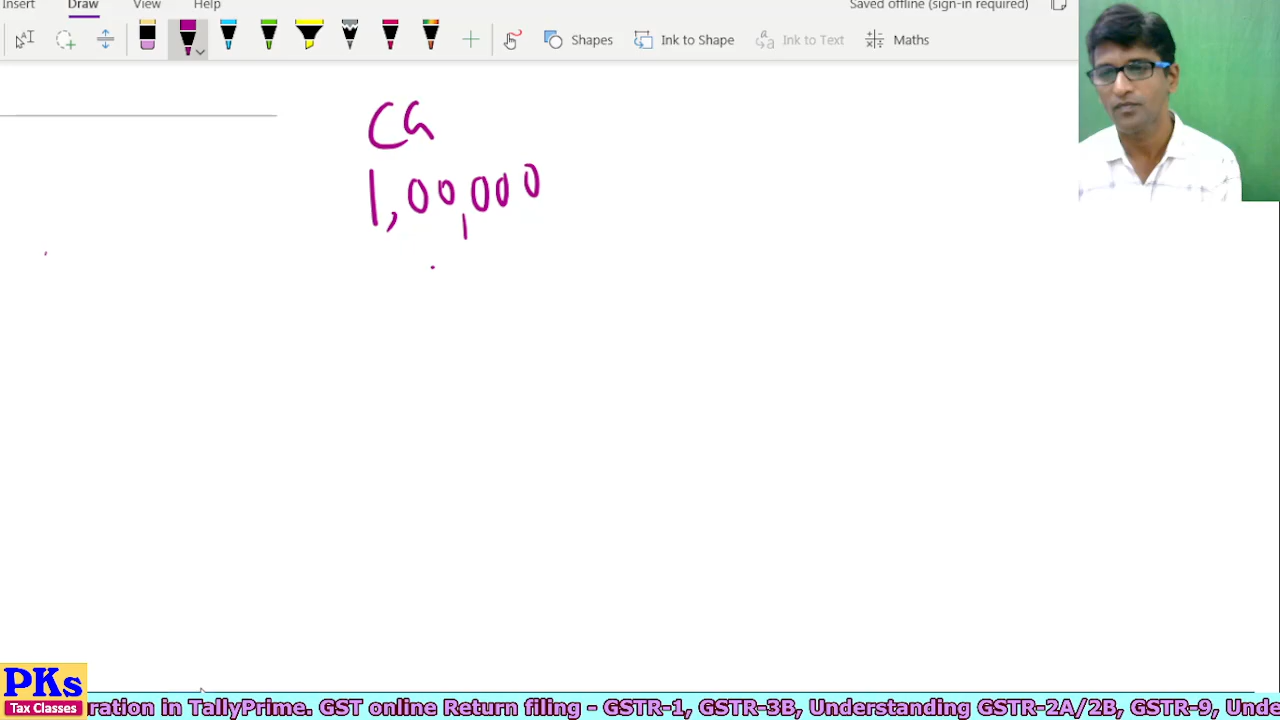 Insert Draw View Help Saved offline (sign-in required)
Shapes Ink to Shape Ink to Text Maths
CG
1,00,000
PKs
Tax Classes
ration in TallyPrime. GST online Return filing - GSTR-1, GSTR-3B, Understanding GSTR-2A/2B, GSTR-9, Unde